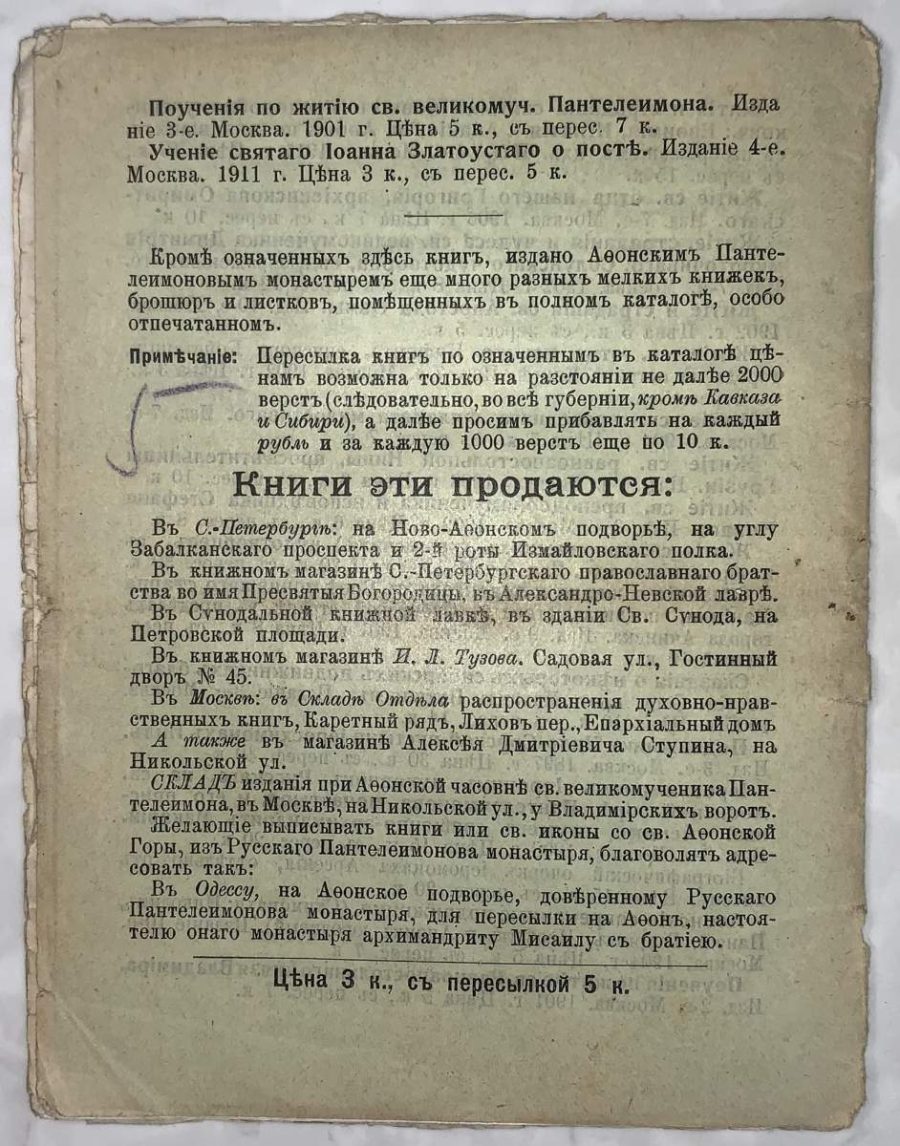 Поученія по житію св. великомуч. Пантелеимона. Изда
ніе 3-е. Москва. 1901 г. Цѣна 5 к., съ перес. 7 к.
Ученіе святаго Іоанна Златоустаго о постѣ. Изданіе 4-е.
Москва. 1911 г. Цѣна 3 к., съ перес. 5 к.
Кромѣ означенныхъ здѣсь книгъ, издано Аѳонскимъ Панте-
леимоновымъ монастыремъ еще много разныхъ мелкихъ книжекъ,
брошюръ и листковъ, помѣщенныхъ въ полномъ каталогѣ, особо
отпечатанномъ.
Примѣчаніе: Пересылка книгъ по означеннымъ въ каталогѣ цѣ-
намъ возможна только на разстояніи не далѣе 2000
верстъ (слѣдовательно, во всѣ губерніи, кромѣ Кавказа
и Сибири), а далѣе просимъ прибавлять на каждый
рубль и за каждую 1000 верстъ еще по 10 к.
Книги эти продаются:
Въ С.-Петербургѣ: на Ново-Аѳонскомъ подворьѣ, на углу
Забалканскаго проспекта и 2-й роты Измайловскаго полка.
Въ книжномъ магазинѣ С.-Петербургскаго православнаго брат-
ства во имя Пресвятыя Богородицы, въ Александро-Невской лаврѣ.
Въ Сѵнодальной книжной лавкѣ, въ зданіи Св. Сѵнода, на
Петровской площади.
Въ книжномъ магазинѣ И. Л. Тузова. Садовая ул., Гостинный
дворъ № 45.
Въ Москвѣ: въ Складѣ Отдѣла распространенія духовно-нрав-
ственныхъ книгъ, Каретный рядъ, Лиховъ пер., Епархіальный домъ
А также въ магазинѣ Алексѣя Дмитріевича Ступина, на
Никольской ул.
СКЛАДЪ изданія при Аѳонской часовнѣ св. великомученика Пан-
телеимона, въ Москвѣ, на Никольской ул., у Владимірскихъ воротъ.
Желающіе выписывать книги или св. иконы со св. Аѳонской
Горы, изъ Русскаго Пантелеимонова монастыря, благоволятъ адре-
совать такъ:
Въ Одессу, на Аѳонское подворье, довѣренному Русскаго
Пантелеимонова монастыря, для пересылки на Аѳонъ, настоя-
телю онаго монастыря архимандриту Мисаилу съ братіею.
Цѣна 3 к., съ пересылкой 5 к.